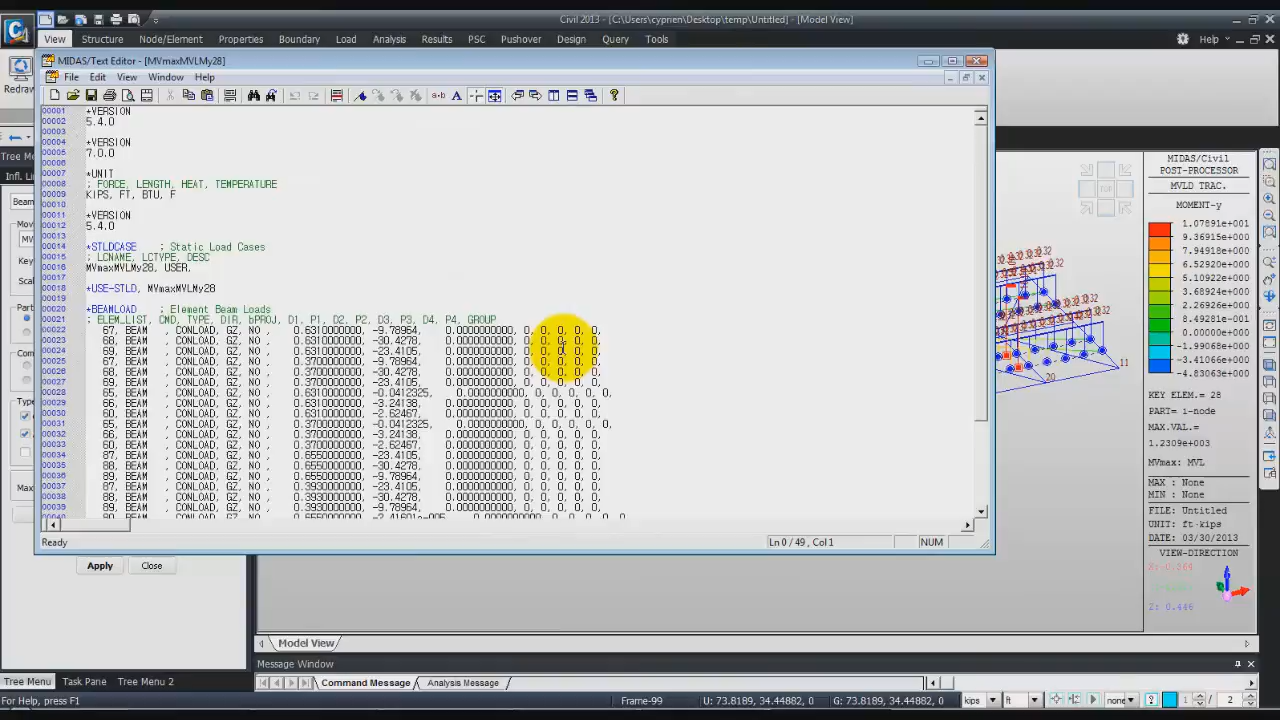 Civil 2013 - [C:\Users\cyprien\Desktop\temp\Untitled] - [Model View]
View Structure Node/Element Properties Boundary Load Analysis Results PSC Pushover Design Query Tools Help
MIDAS/Text Editor - [MVmaxMVLMy28]
Redraw
File Edit View Window Help
00001 *VERSION
00002 5.4.0
00003
00004 *VERSION
00005 7.0.0
00006
00007 *UNIT
00008 ; FORCE, LENGTH, HEAT, TEMPERATURE
00009 KIPS, FT, BTU, F
00010
00011 *VERSION
00012 5.4.0
00013
00014 *STLDCASE ; Static Load Cases
00015 ; LCNAME, LCTYPE, DESC
00016 MVmaxMVLMy28, USER,
00017
00018 *USE-STLD, MVmaxMVLMy28
00019
00020 *BEAMLOAD ; Element Beam Loads
00021 ; ELEM_LIST, CMD, TYPE, DIR, bPROJ, D1, P1, D2, P2, D3, P3, D4, P4, GROUP
00022 67, BEAM , CONLOAD, GZ, NO , 0.6310000000, -9.78964, 0.0000000000, 0, 0, 0, 0, 0,
00023 68, BEAM , CONLOAD, GZ, NO , 0.6310000000, -30.4278, 0.0000000000, 0, 0, 0, 0, 0,
00024 69, BEAM , CONLOAD, GZ, NO , 0.6310000000, -23.4105, 0.0000000000, 0, 0, 0, 0, 0,
00025 67, BEAM , CONLOAD, GZ, NO , 0.3700000000, -9.78964, 0.0000000000, 0, 0, 0, 0, 0,
00026 68, BEAM , CONLOAD, GZ, NO , 0.3700000000, -30.4278, 0.0000000000, 0, 0, 0, 0, 0,
00027 69, BEAM , CONLOAD, GZ, NO , 0.3700000000, -23.4105, 0.0000000000, 0, 0, 0, 0, 0,
00028 65, BEAM , CONLOAD, GZ, NO , 0.6310000000, -0.0412325, 0.0000000000, 0, 0, 0, 0, 0,
00029 66, BEAM , CONLOAD, GZ, NO , 0.6310000000, -3.24138, 0.0000000000, 0, 0, 0, 0, 0,
00030 60, BEAM , CONLOAD, GZ, NO , 0.6310000000, -2.62467, 0.0000000000, 0, 0, 0, 0, 0,
00031 65, BEAM , CONLOAD, GZ, NO , 0.3700000000, -0.0412325, 0.0000000000, 0, 0, 0, 0, 0,
00032 66, BEAM , CONLOAD, GZ, NO , 0.3700000000, -3.24138, 0.0000000000, 0, 0, 0, 0, 0,
00033 60, BEAM , CONLOAD, GZ, NO , 0.3700000000, -2.62467, 0.0000000000, 0, 0, 0, 0, 0,
00034 87, BEAM , CONLOAD, GZ, NO , 0.6550000000, -23.4105, 0.0000000000, 0, 0, 0, 0, 0,
00035 88, BEAM , CONLOAD, GZ, NO , 0.6550000000, -30.4278, 0.0000000000, 0, 0, 0, 0, 0,
00036 89, BEAM , CONLOAD, GZ, NO , 0.6550000000, -9.78964, 0.0000000000, 0, 0, 0, 0, 0,
00037 87, BEAM , CONLOAD, GZ, NO , 0.3930000000, -23.4105, 0.0000000000, 0, 0, 0, 0, 0,
00038 88, BEAM , CONLOAD, GZ, NO , 0.3930000000, -30.4278, 0.0000000000, 0, 0, 0, 0, 0,
00039 89, BEAM , CONLOAD, GZ, NO , 0.3930000000, -9.78964, 0.0000000000, 0, 0, 0, 0, 0,
Ready Ln 0 / 49, Col 1 NUM
Tree Me
Infl. Li
Beam
Mov
MV
Key
Scal
Part
Com
Type
Max
Apply Close
TOP
11
20
MIDAS/Civil
POST-PROCESSOR
MVLD TRAC.
MOMENT-y
1.07891e+001
9.36915e+000
7.94918e+000
6.52922e+000
5.10922e+000
3.68926e+000
2.26929e+000
8.49281e-001
0.00000e+000
-3.41066e+000
-4.83063e+000
KEY ELEM.= 28
PART= i-node
MAX.VAL.=
1.2309e+003
MVmax: MVL
MAX : None
MIN : None
FILE: Untitled
UNIT: ft-kips
DATE: 03/30/2013
VIEW-DIRECTION
Z: 0.446
Model View
Message Window
Tree Menu Task Pane Tree Menu 2 Command Message Analysis Message
For Help, press F1 Frame-99 U: 73.8189, 34.44882, 0 G: 73.8189, 34.44882, 0 kips ft none 1 / 2